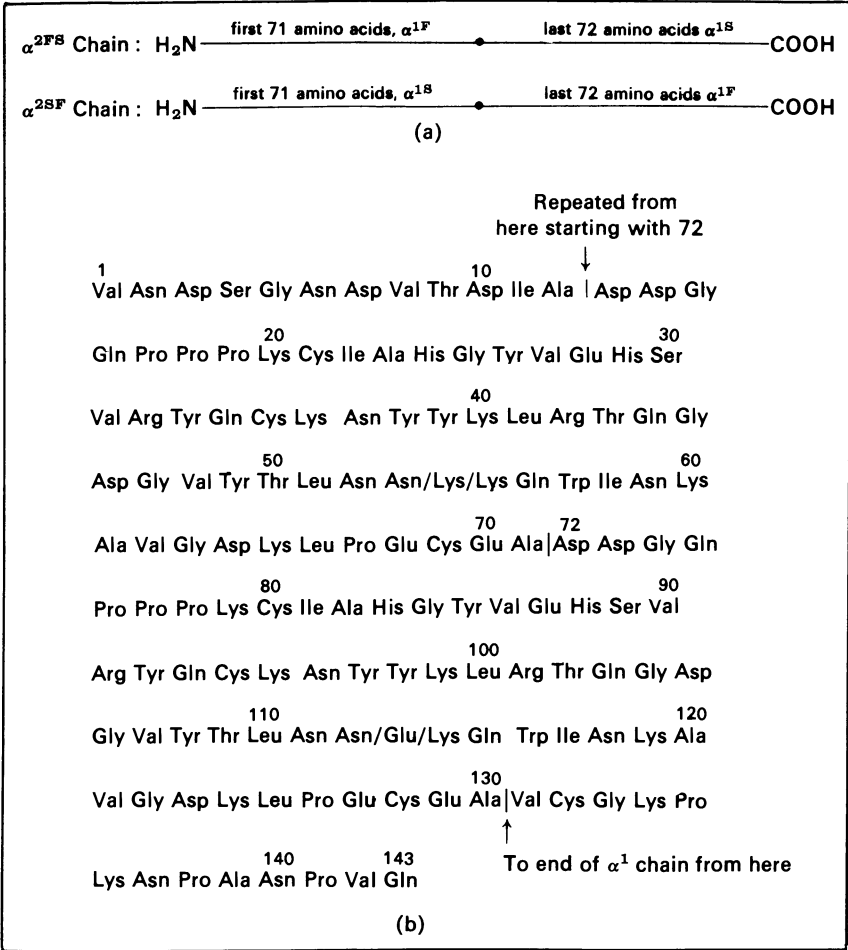 α2FS Chain : H2N first 71 amino acids, α1F last 72 amino acids α1S COOH
α2SF Chain : H2N first 71 amino acids, α1S last 72 amino acids α1F COOH
(a)
Repeated from
here starting with 72
↓
1 10
Val Asn Asp Ser Gly Asn Asp Val Thr Asp Ile Ala | Asp Asp Gly
20 30
Gln Pro Pro Pro Lys Cys Ile Ala His Gly Tyr Val Glu His Ser
40
Val Arg Tyr Gln Cys Lys Asn Tyr Tyr Lys Leu Arg Thr Gln Gly
50 60
Asp Gly Val Tyr Thr Leu Asn Asn/Lys/Lys Gln Trp Ile Asn Lys
70 72
Ala Val Gly Asp Lys Leu Pro Glu Cys Glu Ala|Asp Asp Gly Gln
80 90
Pro Pro Pro Lys Cys Ile Ala His Gly Tyr Val Glu His Ser Val
100
Arg Tyr Gln Cys Lys Asn Tyr Tyr Lys Leu Arg Thr Gln Gly Asp
110 120
Gly Val Tyr Thr Leu Asn Asn/Glu/Lys Gln Trp Ile Asn Lys Ala
130
Val Gly Asp Lys Leu Pro Glu Cys Glu Ala|Val Cys Gly Lys Pro
↑
140 143 To end of α1 chain from here
Lys Asn Pro Ala Asn Pro Val Gln
(b)